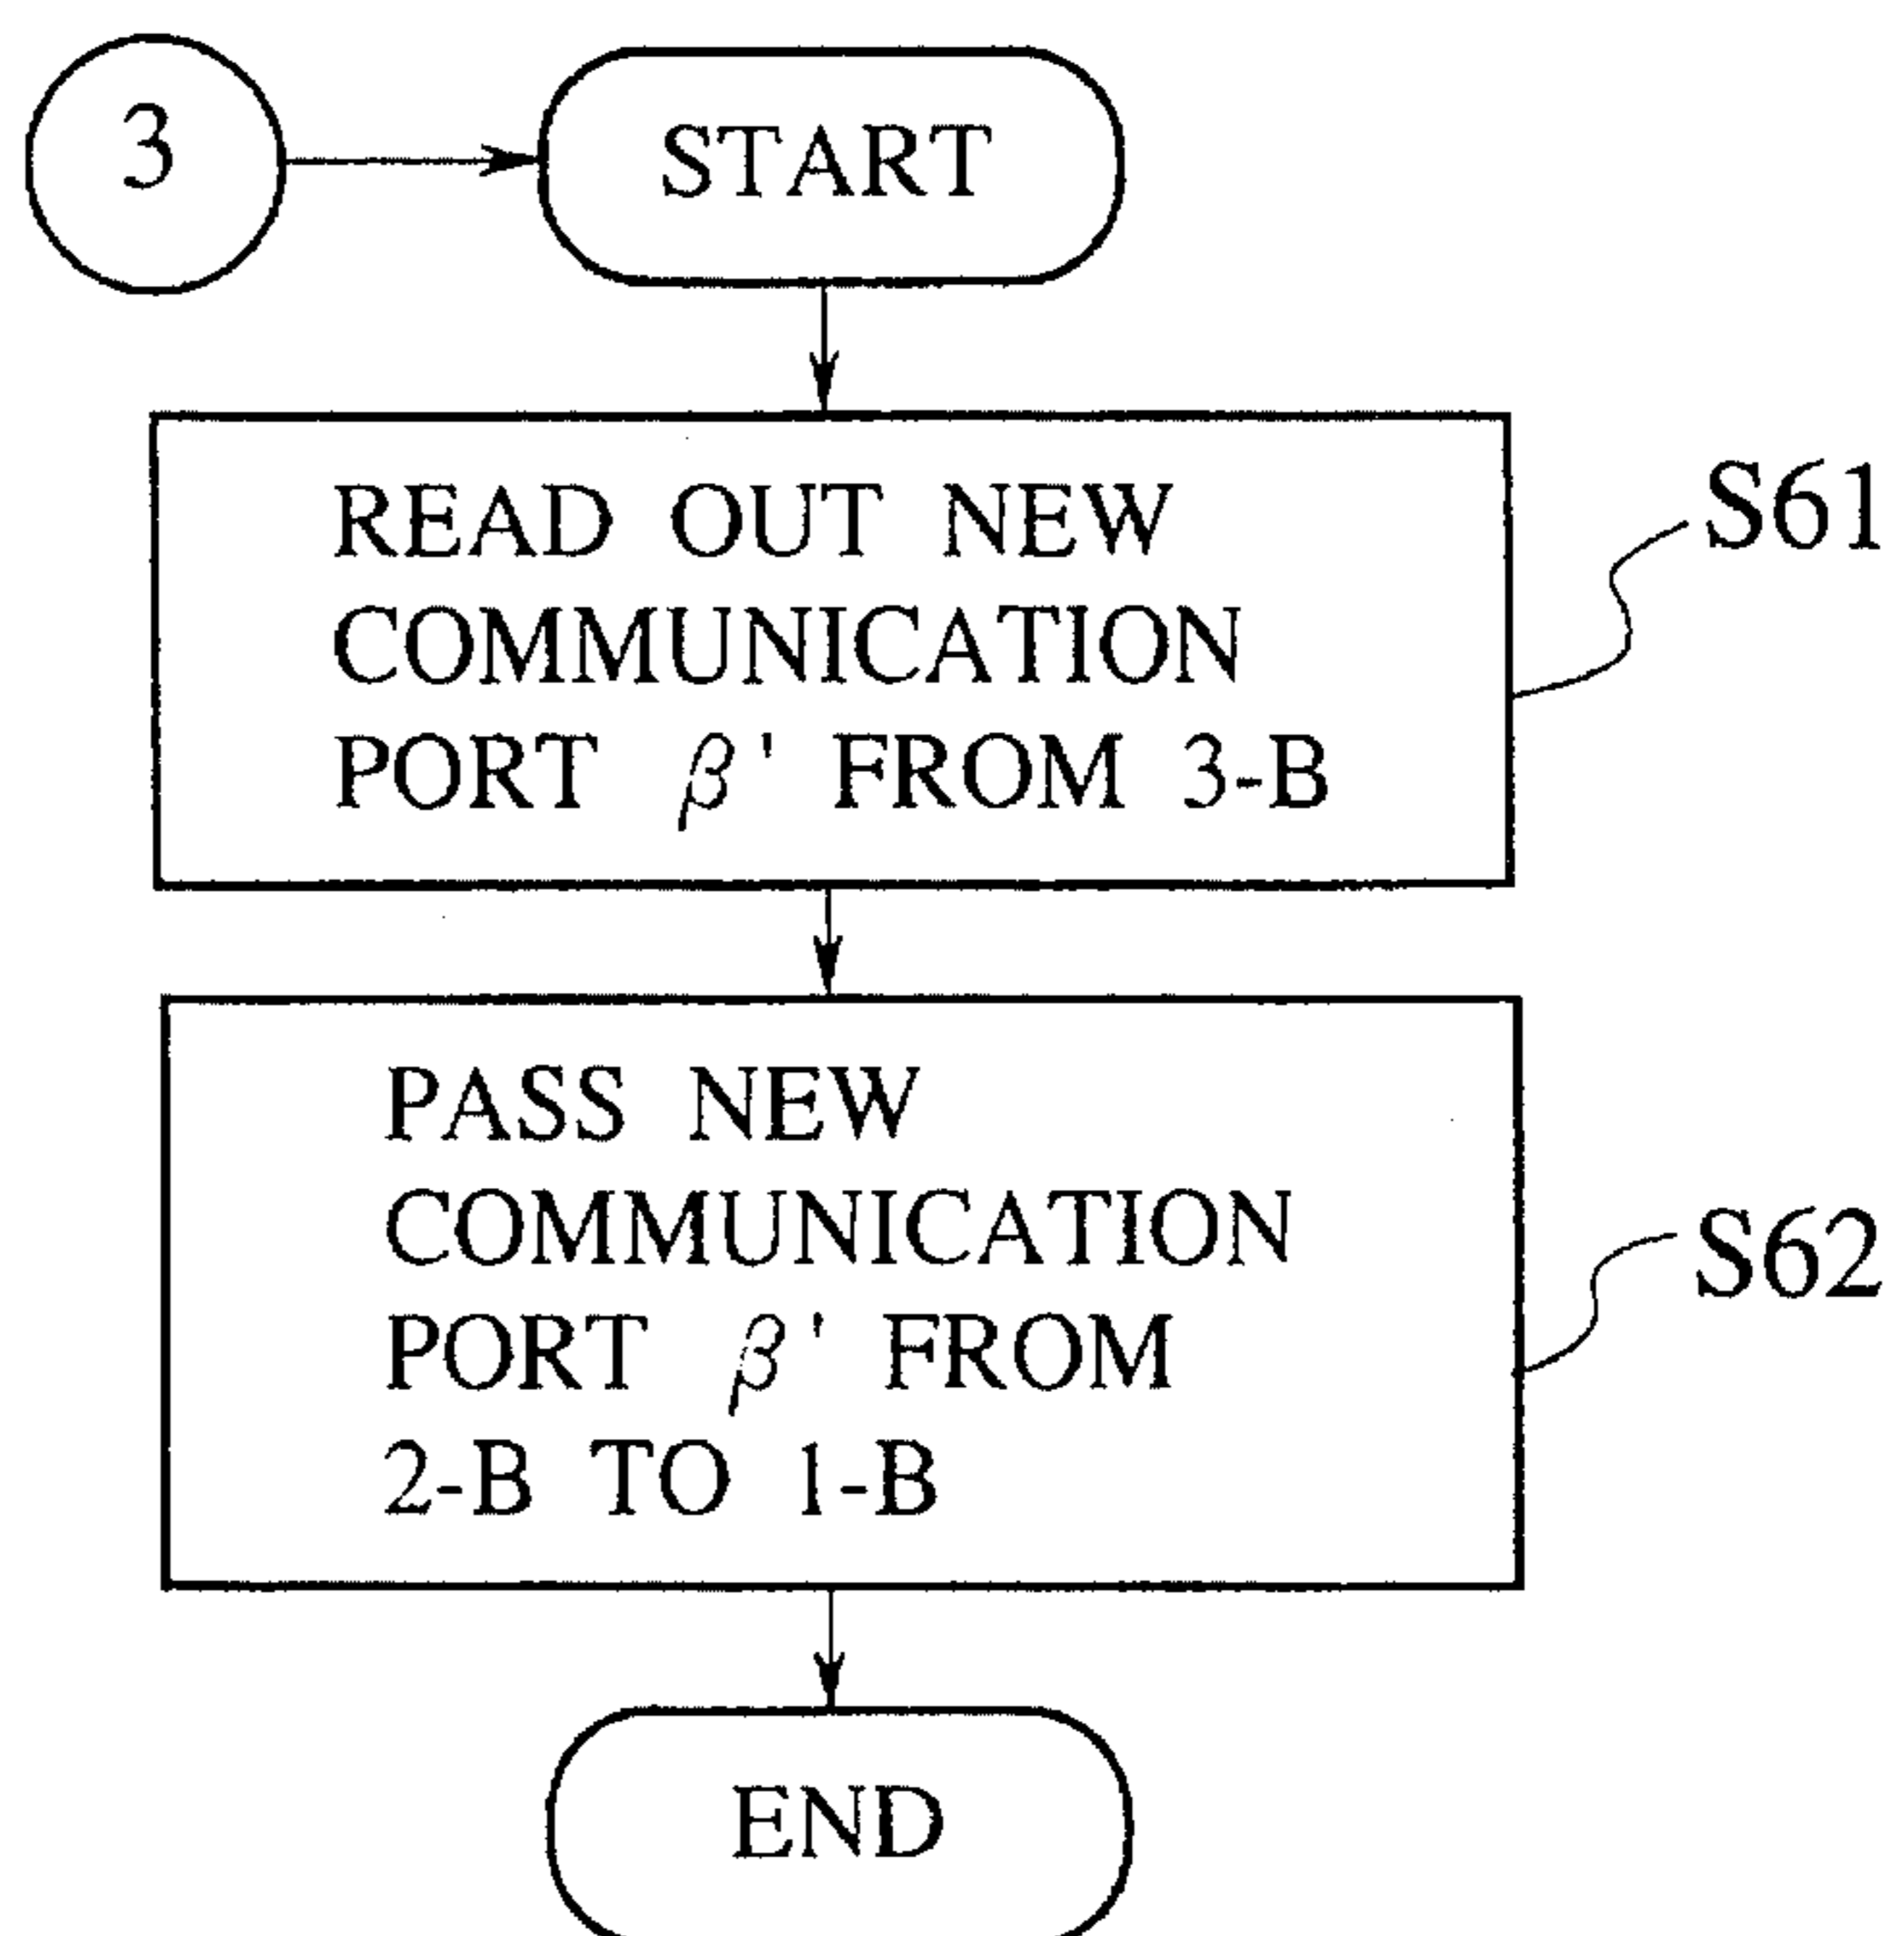 3
START
READ OUT NEW
COMMUNICATION
PORT β' FROM 3-B
S61
PASS NEW
COMMUNICATION
PORT β' FROM
2-B TO 1-B
S62
END